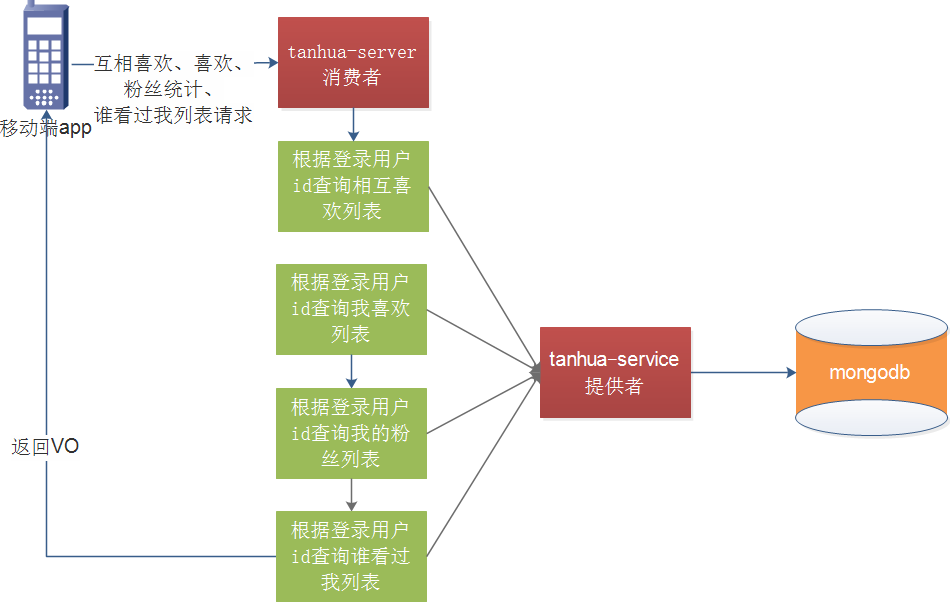 移动端app
互相喜欢、喜欢、
粉丝统计、
谁看过我列表请求
tanhua-server
消费者
根据登录用户
id查询相互喜
欢列表
根据登录用户
id查询我喜欢
列表
根据登录用户
id查询我的粉
丝列表
根据登录用户
id查询谁看过
我列表
tanhua-service
提供者
mongodb
返回VO